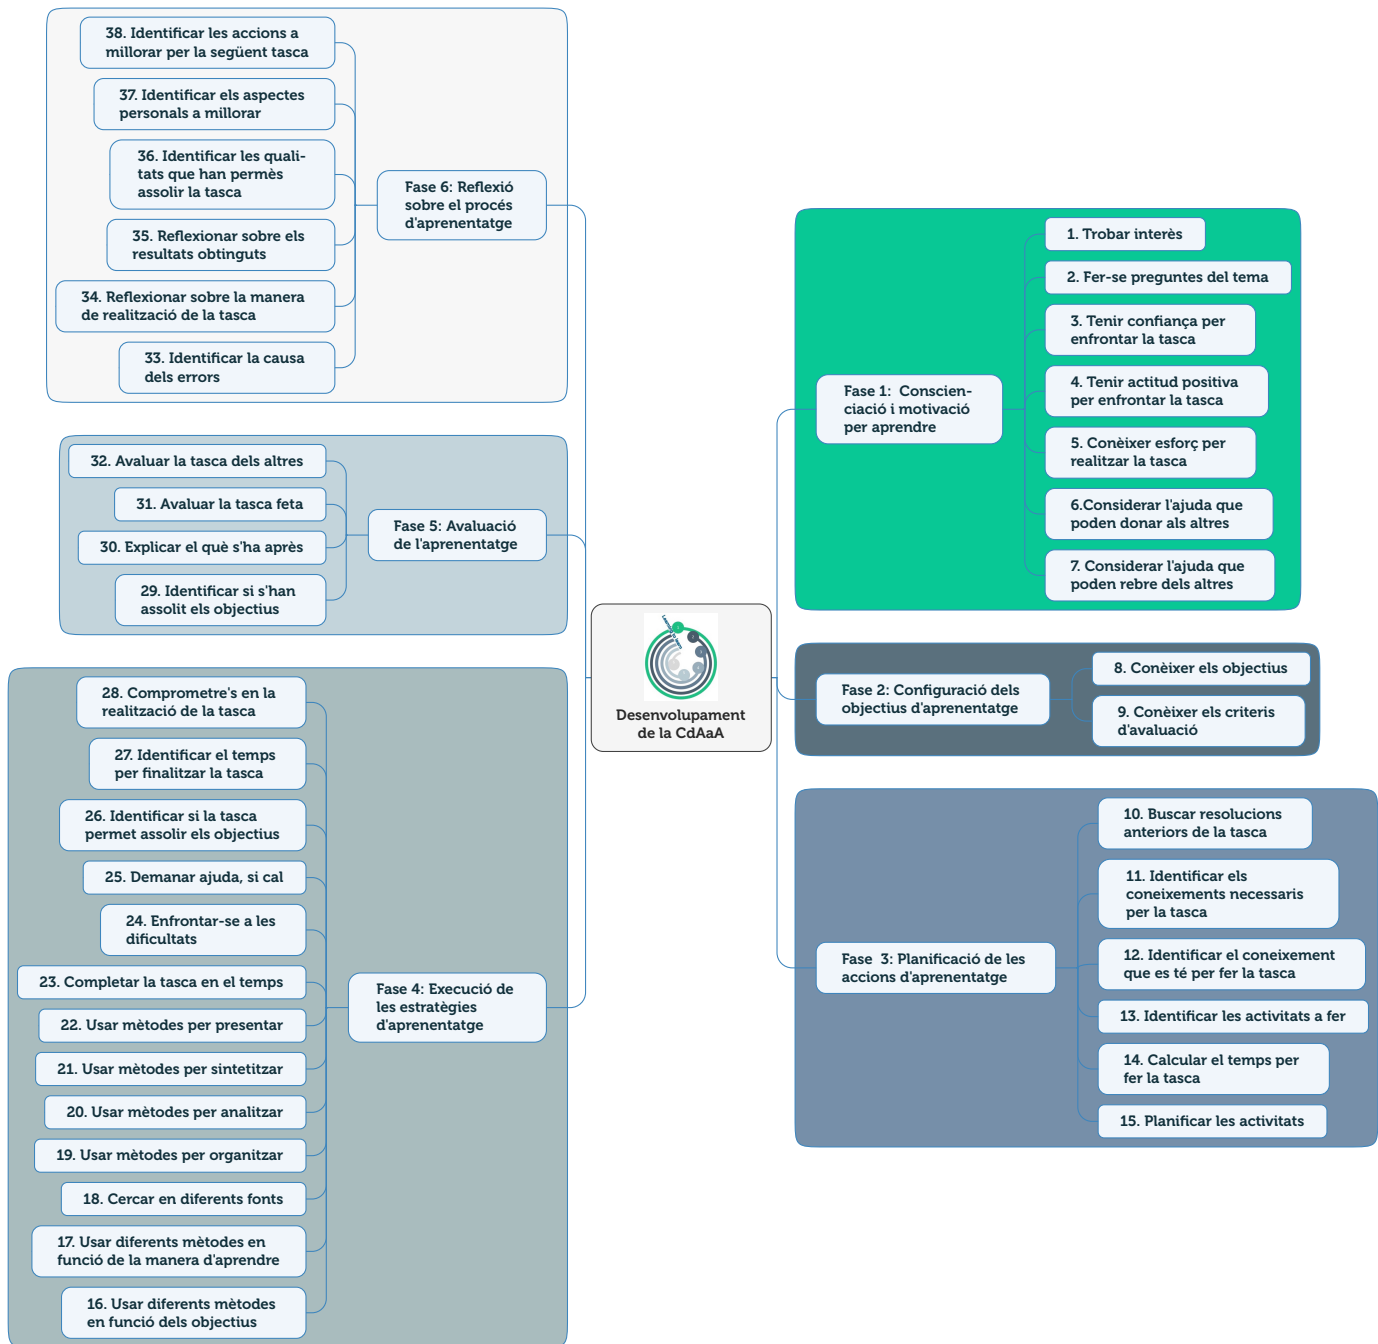 Desenvolupament
de la CdAaA
Fase 1:  Conscien-
ciació i motivació
per aprendre
1. Trobar interès
2. Fer-se preguntes del tema
3. Tenir confiança per
enfrontar la tasca
4. Tenir actitud positiva
per enfrontar la tasca
5. Conèixer esforç per
realitzar la tasca
6.Considerar l'ajuda que
poden donar als altres
7. Considerar l'ajuda que
poden rebre dels altres
Fase 2: Configuració dels
objectius d'aprenentatge
8. Conèixer els objectius
9. Conèixer els criteris
d'avaluació
Fase  3: Planificació de les
accions d'aprenentatge
10. Buscar resolucions
anteriors de la tasca
11. Identificar els
coneixements necessaris
per la tasca
12. Identificar el coneixement
que es té per fer la tasca
13. Identificar les activitats a fer
14. Calcular el temps per
fer la tasca
15. Planificar les activitats
Fase 4: Execució de
les estratègies
d'aprenentatge
28. Comprometre's en la
realització de la tasca
27. Identificar el temps
per finalitzar la tasca
26. Identificar si la tasca
permet assolir els objectius
25. Demanar ajuda, si cal
24. Enfrontar-se a les
dificultats
23. Completar la tasca en el temps
22. Usar mètodes per presentar
21. Usar mètodes per sintetitzar
20. Usar mètodes per analitzar
19. Usar mètodes per organitzar
18. Cercar en diferents fonts
17. Usar diferents mètodes en
funció de la manera d'aprendre
16. Usar diferents mètodes
en funció dels objectius
Fase 5: Avaluació
de l'aprenentatge
32. Avaluar la tasca dels altres
31. Avaluar la tasca feta
30. Explicar el què s'ha après
29. Identificar si s'han
assolit els objectius
Fase 6: Reflexió
sobre el procés
d'aprenentatge
38. Identificar les accions a
millorar per la següent tasca
37. Identificar els aspectes
personals a millorar
36. Identificar les quali-
tats que han permès
assolir la tasca
35. Reflexionar sobre els
resultats obtinguts
34. Reflexionar sobre la manera
de realització de la tasca
33. Identificar la causa
dels errors